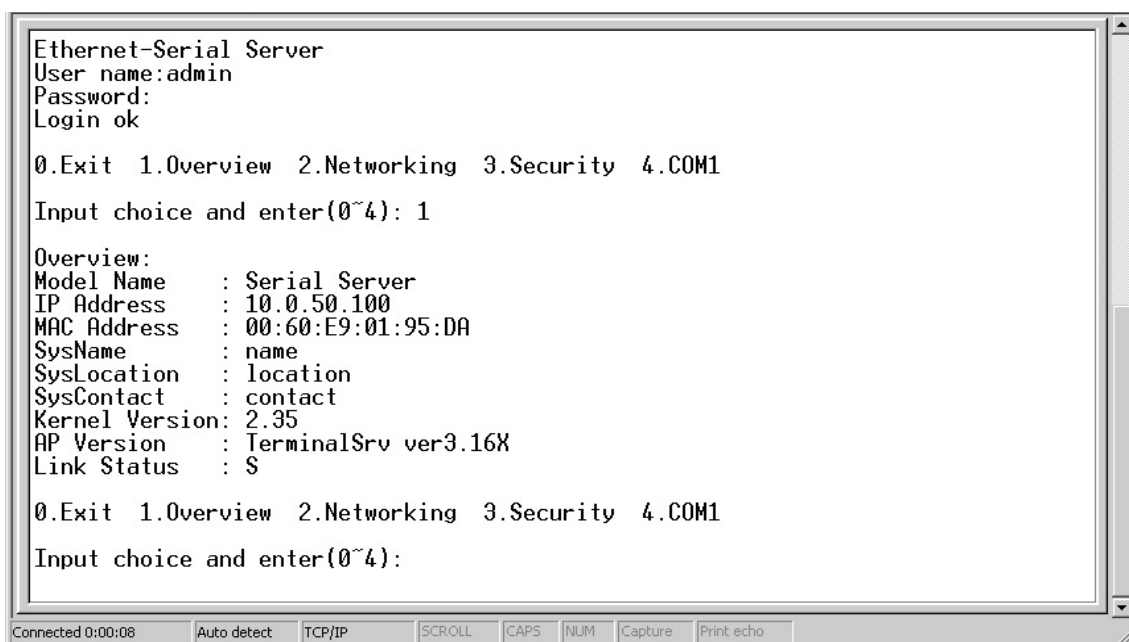 Ethernet-Serial Server
User name:admin
Password:
Login ok
0.Exit  1.Overview  2.Networking  3.Security  4.COM1
Input choice and enter(0~4): 1
Overview:
Model Name    : Serial Server
IP Address    : 10.0.50.100
MAC Address   : 00:60:E9:01:95:DA
SysName       : name
SysLocation   : location
SysContact    : contact
Kernel Version: 2.35
AP Version    : TerminalSrv ver3.16X
Link Status   : S
0.Exit  1.Overview  2.Networking  3.Security  4.COM1
Input choice and enter(0~4):
Connected 0:00:08 Auto detect TCP/IP SCROLL CAPS NUM Capture Print echo